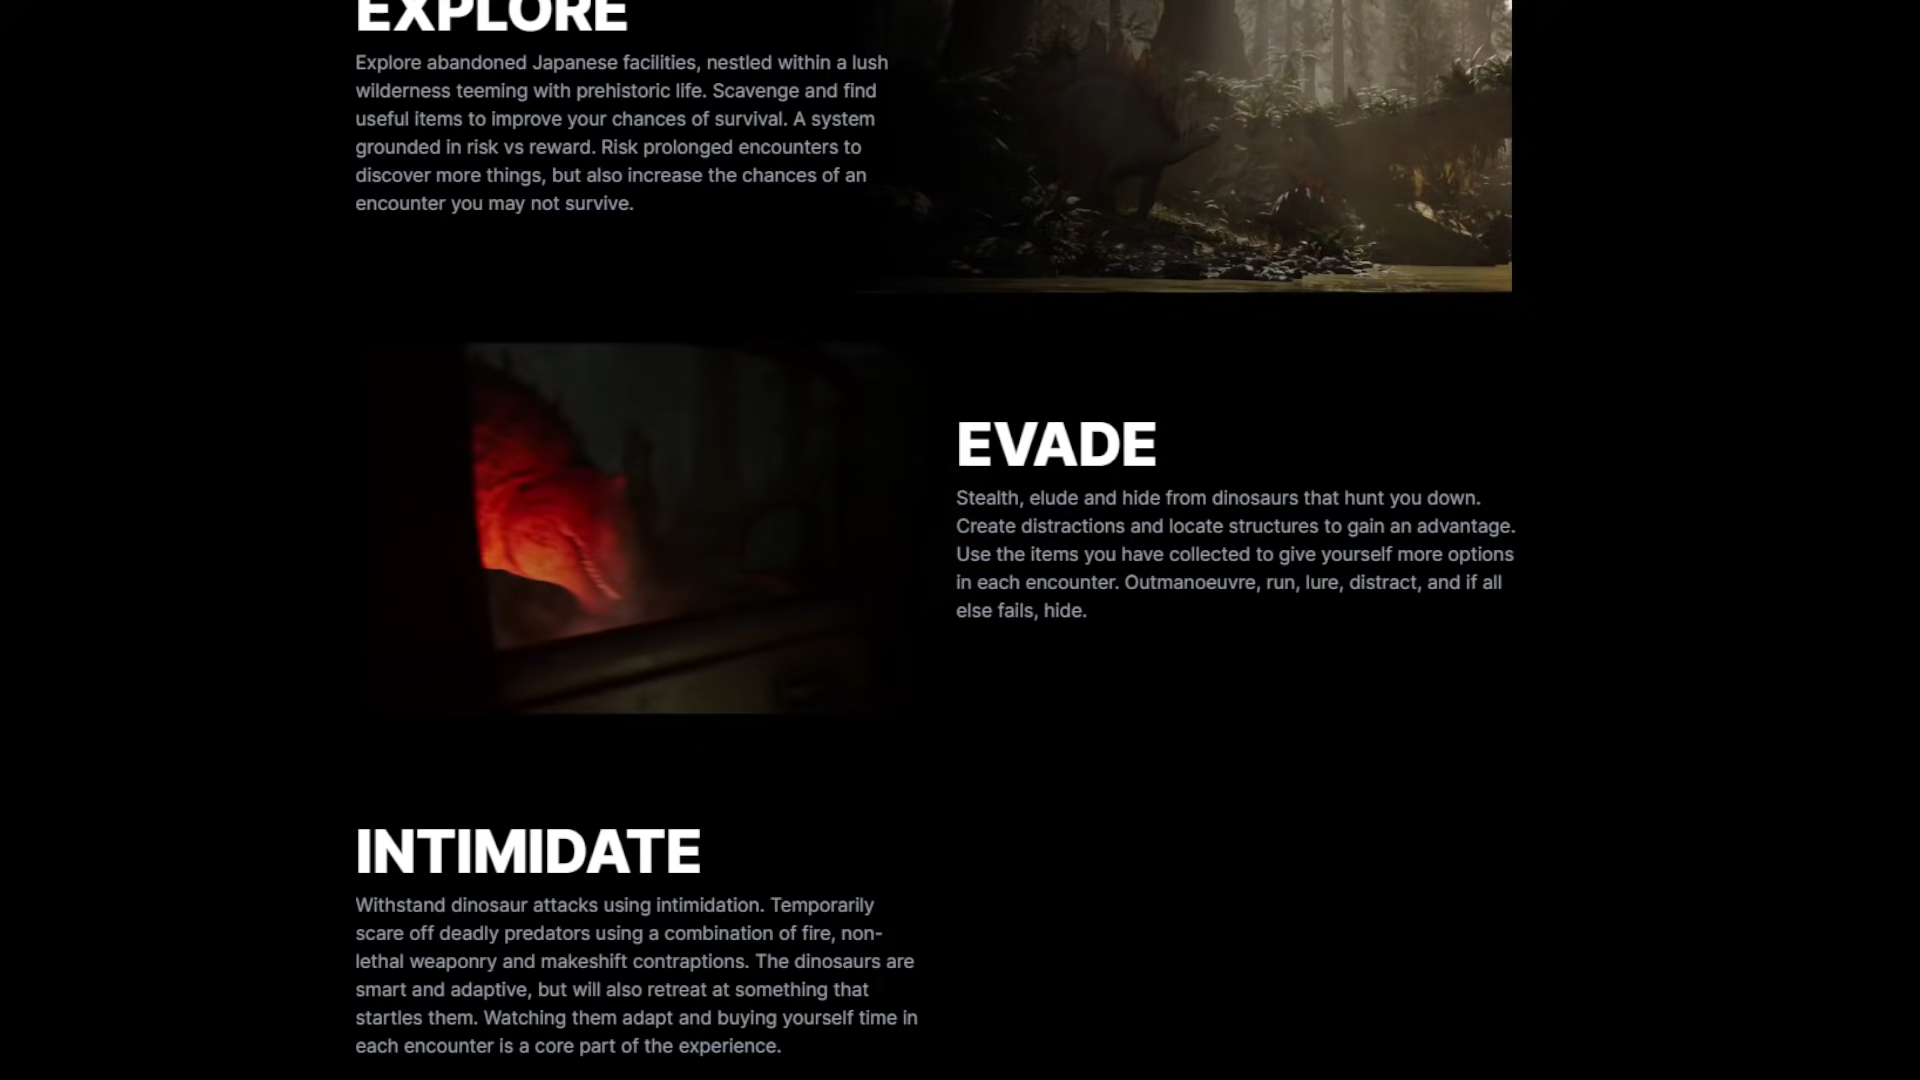 EXPLORE
Explore abandoned Japanese facilities, nestled within a lush
wilderness teeming with prehistoric life. Scavenge and find
useful items to improve your chances of survival. A system
grounded in risk vs reward. Risk prolonged encounters to
discover more things, but also increase the chances of an
encounter you may not survive.
EVADE
Stealth, elude and hide from dinosaurs that hunt you down.
Create distractions and locate structures to gain an advantage.
Use the items you have collected to give yourself more options
in each encounter. Outmanoeuvre, run, lure, distract, and if all
else fails, hide.
INTIMIDATE
Withstand dinosaur attacks using intimidation. Temporarily
scare off deadly predators using a combination of fire, non-
lethal weaponry and makeshift contraptions. The dinosaurs are
smart and adaptive, but will also retreat at something that
startles them. Watching them adapt and buying yourself time in
each encounter is a core part of the experience.